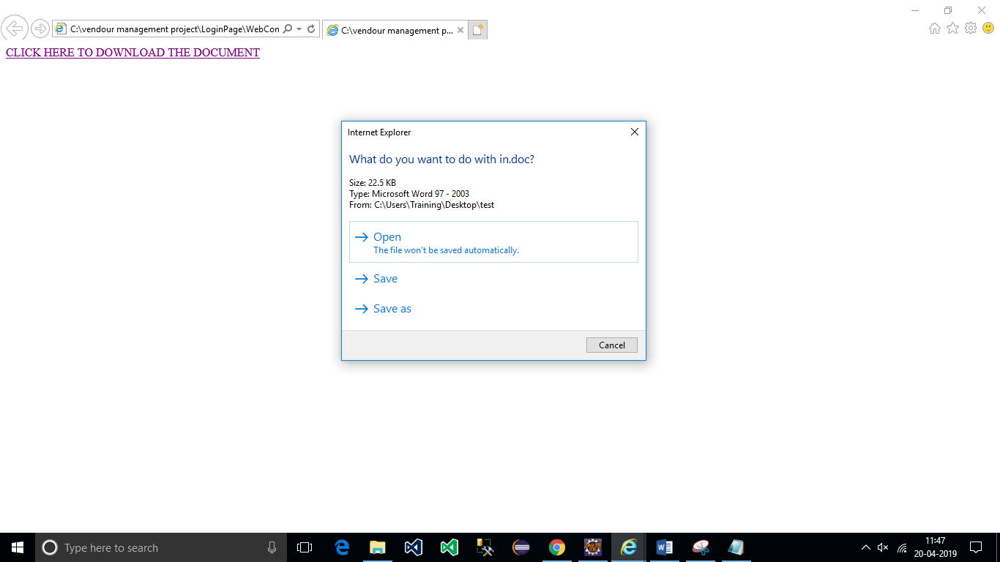 C:\vendour management project\LoginPage\WebCon
C:\vendour management p...
CLICK HERE TO DOWNLOAD THE DOCUMENT
Internet Explorer
What do you want to do with in.doc?
Size: 22.5 KB
Type: Microsoft Word 97 - 2003
From: C:\Users\Training\Desktop\test
Open
The file won't be saved automatically.
Save
Save as
Cancel
Type here to search
11:47
20-04-2019